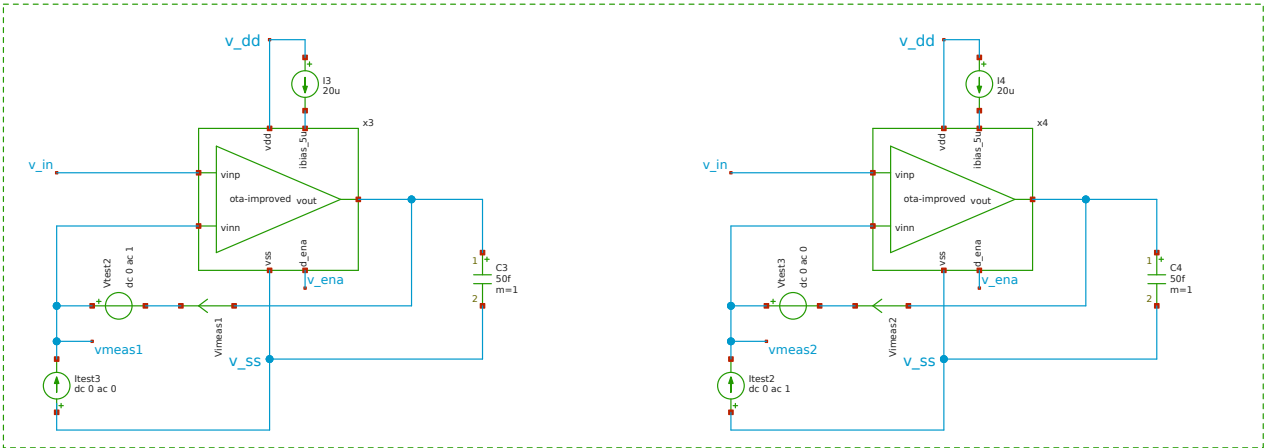 v_dd
+
I3
20u
x3
vdd
ibias_5u
v_in
vinp
ota-improved
vout
vinn
vss
d_ena
v_ena
Vtest2
dc 0 ac 1
+
Vimeas1
1
+
2
C3
50f
m=1
vmeas1
v_ss
Itest3
dc 0 ac 0
+
v_dd
+
I4
20u
x4
vdd
ibias_5u
v_in
vinp
ota-improved
vout
vinn
vss
d_ena
v_ena
Vtest3
dc 0 ac 0
+
Vimeas2
1
+
2
C4
50f
m=1
vmeas2
v_ss
Itest2
dc 0 ac 1
+